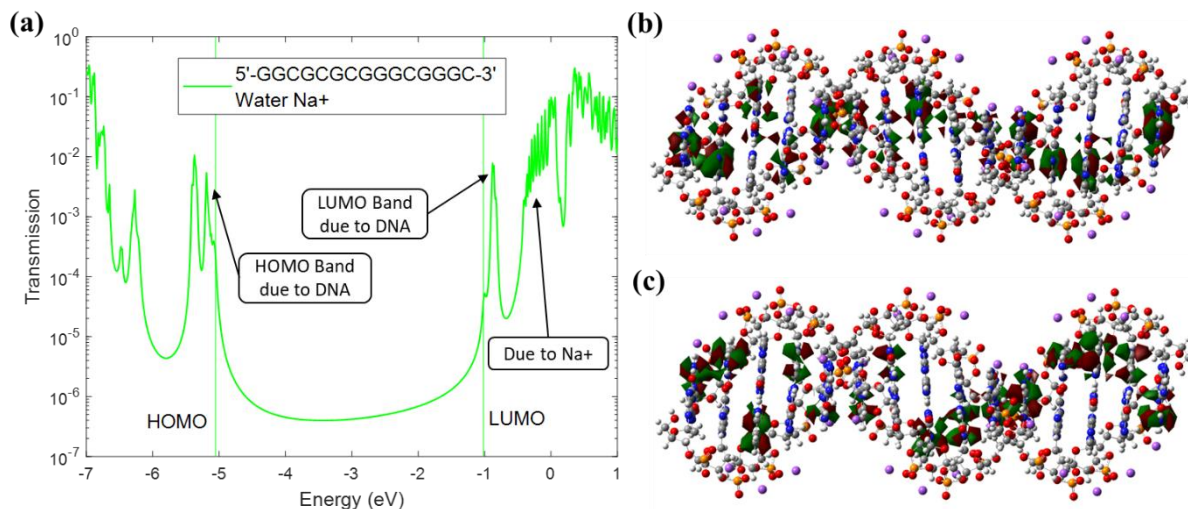 (a)
(b)
10^0
5'-GGCGCGCGGGCGGGC-3'
Water Na+
10^-1
10^-2
LUMO Band
due to DNA
10^-3
HOMO Band
due to DNA
10^-4
Due to Na+
10^-5
10^-6
HOMO
LUMO
10^-7
-7 -6 -5 -4 -3 -2 -1 0 1
Energy (eV)
Transmission
(c)